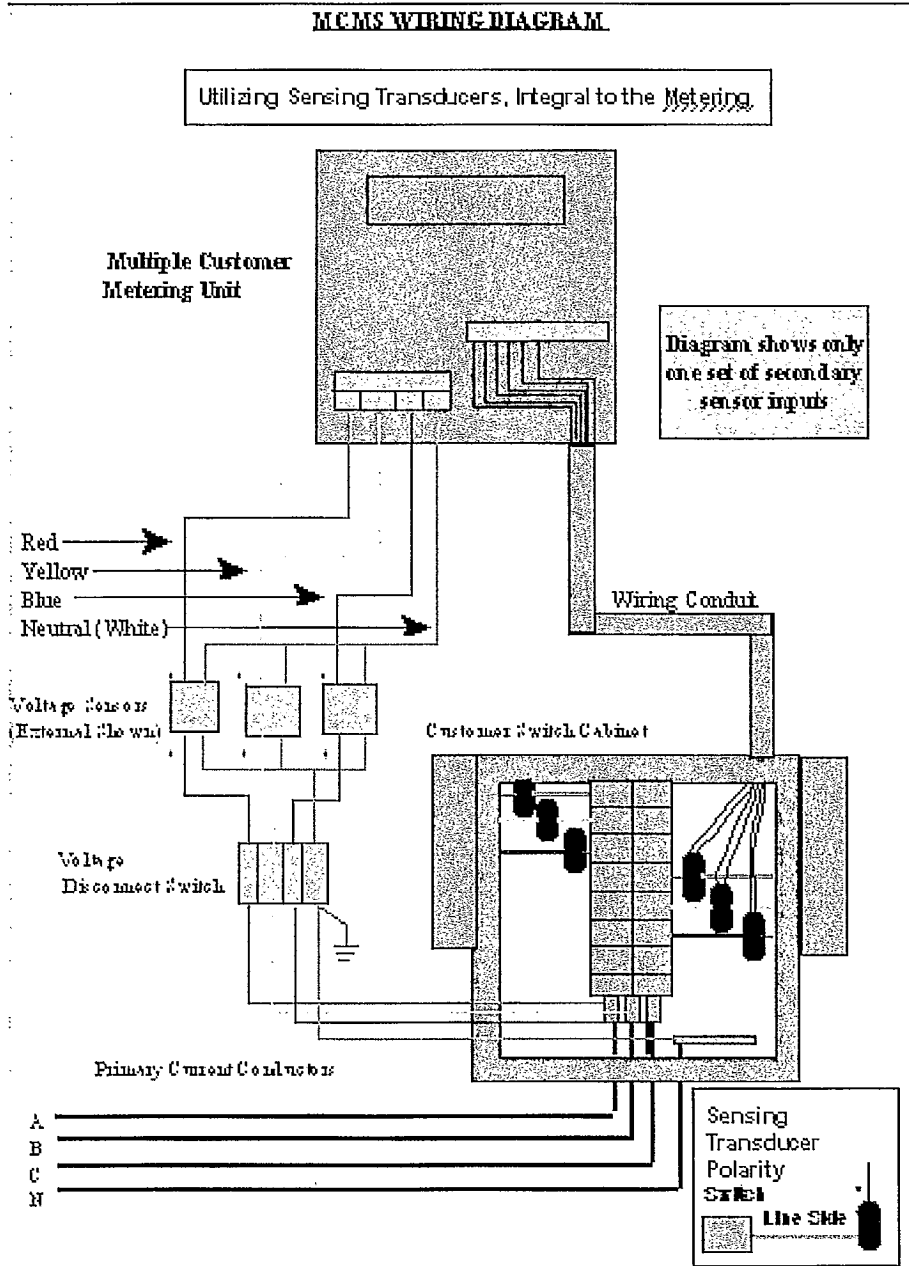 MCMS WIRING DIAGRAM
Utilizing Sensing Transducers, Integral to the Metering.
Multiple Customer
Metering Unit
Diagram shows only
one set of secondary
sensor inputs
Red
Yellow
Blue
Neutral (White)
Wiring Conduit
Voltage Sensors
(External Shown)
Customer Switch Cabinet
Voltage
Disconnect Switch
Primary Current Conductors
A
B
C
N
Sensing
Transducer
Polarity
Switch
Line Side